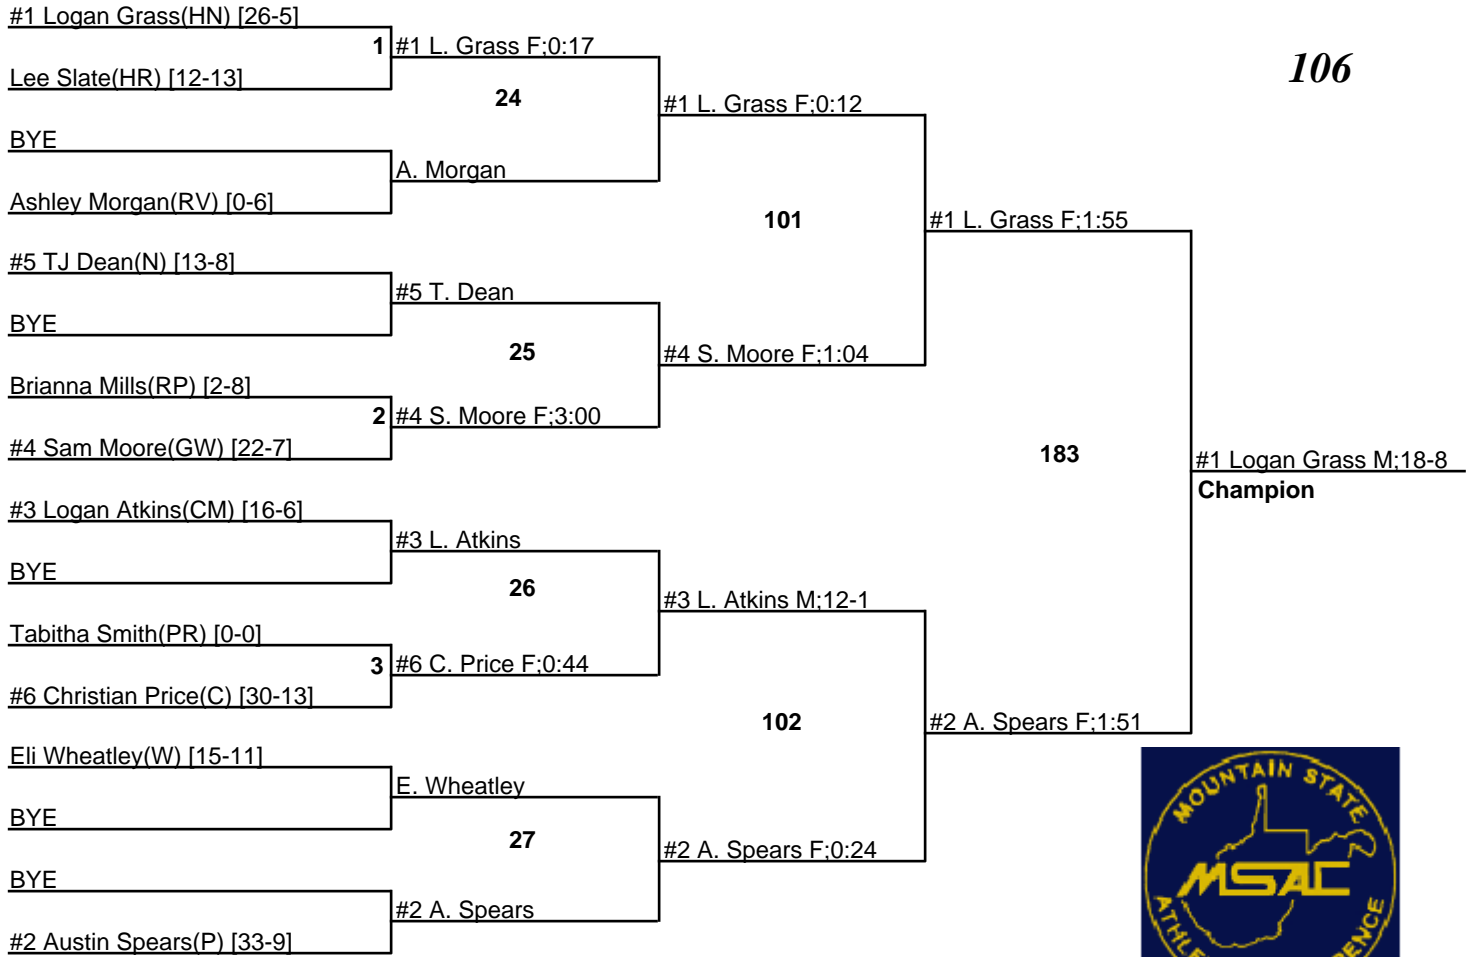 #1 Logan Grass(HN) [26-5]
1 #1 L. Grass F;0:17
106
Lee Slate(HR) [12-13]
24
#1 L. Grass F;0:12
BYE
A. Morgan
Ashley Morgan(RV) [0-6]
101
#1 L. Grass F;1:55
#5 TJ Dean(N) [13-8]
#5 T. Dean
BYE
25
#4 S. Moore F;1:04
Brianna Mills(RP) [2-8]
2 #4 S. Moore F;3:00
#4 Sam Moore(GW) [22-7]
183
#1 Logan Grass M;18-8
Champion
#3 Logan Atkins(CM) [16-6]
#3 L. Atkins
BYE
26
#3 L. Atkins M;12-1
Tabitha Smith(PR) [0-0]
3 #6 C. Price F;0:44
#6 Christian Price(C) [30-13]
102
#2 A. Spears F;1:51
Eli Wheatley(W) [15-11]
E. Wheatley
BYE
27
#2 A. Spears F;0:24
BYE
#2 A. Spears
#2 Austin Spears(P) [33-9]
MOUNTAIN STATE
MSAC